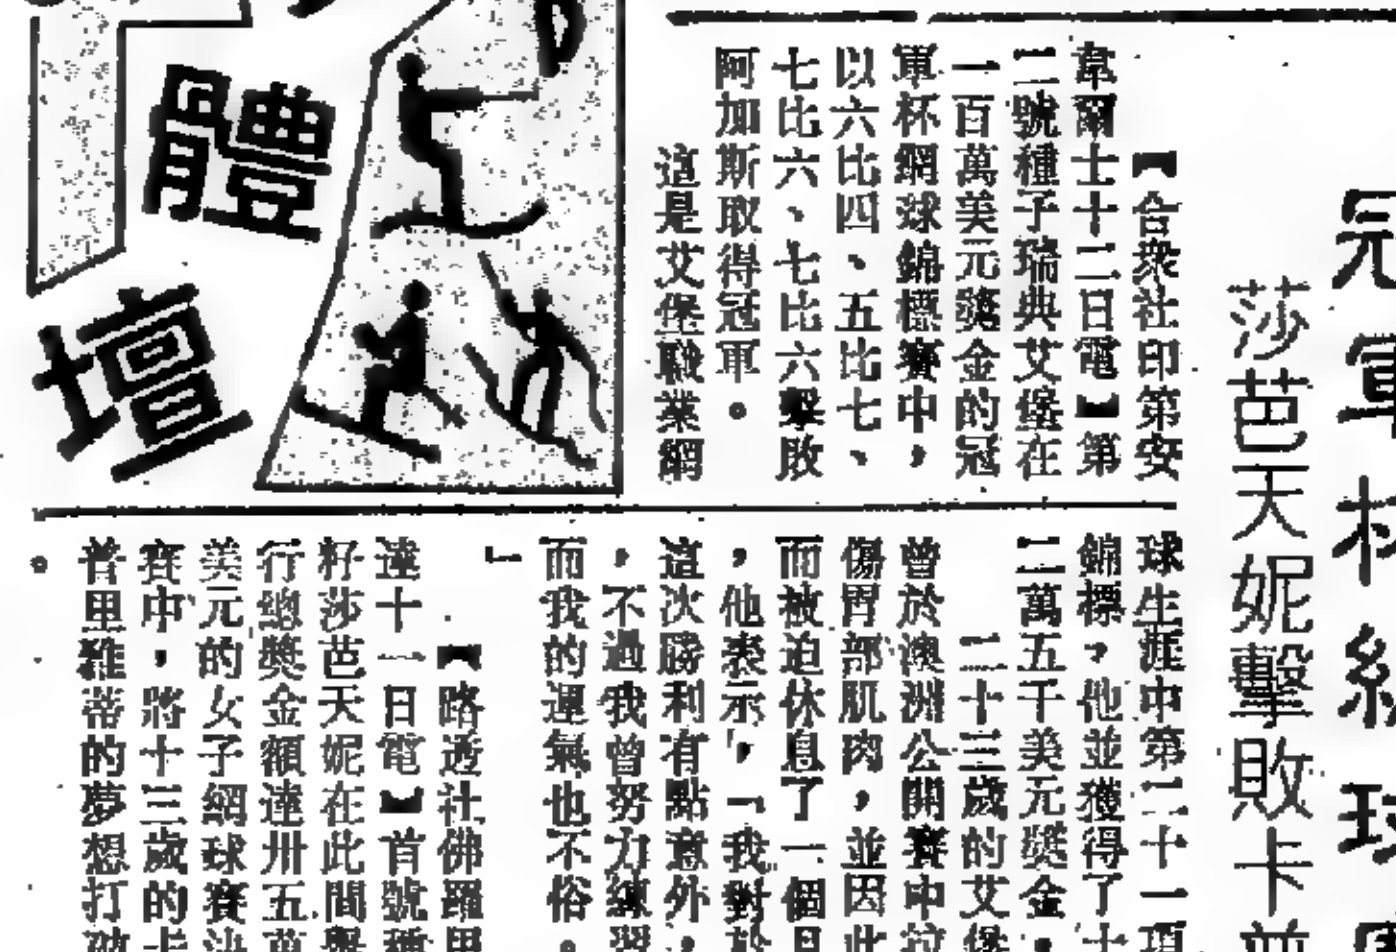 冠軍杯網球賽
莎芭天妮擊敗卡普
【合衆社印第安
韋爾士十二日電】第
二號種子瑞典艾堡在
一百萬美元獎金的冠
軍杯網球錦標賽中，
以六比四、五比七、
七比六、七比六擊敗
阿加斯取得冠軍。
這是艾堡職業網
球生涯中第二十一項
錦標，他並獲得了十
二萬五千美元獎金。
二十三歲的艾堡
曾於澳洲公開賽中拉
傷胃部肌肉，並因此
而被迫休息了一個月
，他表示，「我對於
這次勝利有點意外，
，不過我曾努力練習
而我的運氣也不俗。
」
【路透社佛羅里
達十一日電】首號種
籽莎芭天妮在此間舉
行總獎金額達卅五萬
美元的女子網球賽決
賽中，將十三歲的卡
普里雅蒂的夢想打破
。
體
壇